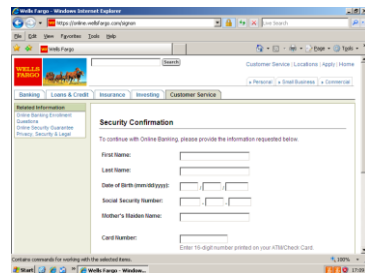 Wells Fargo - Windows Internet Explorer
https://online.wellsfargo.com/signon
Live Search
File Edit View Favorites Tools Help
Wells Fargo
Page Tools
WELLS
FARGO
Search
Customer Service | Locations | Apply | Home
Personal Small Business Commercial
Banking Loans & Credit Insurance Investing Customer Service
Related Information
Online Banking Enrollment
Questions
Online Security Guarantee
Privacy, Security & Legal
Security Confirmation
To continue with Online Banking, please provide the information requested below.
First Name:
Last Name:
Date of Birth (mm/dd/yyyy):
Social Security Number:
Mother's Maiden Name:
Card Number:
Enter 16-digit number printed on your ATM/Check Card.
Contains commands for working with the selected items.
100%
Start
Wells Fargo - Window...
17:09